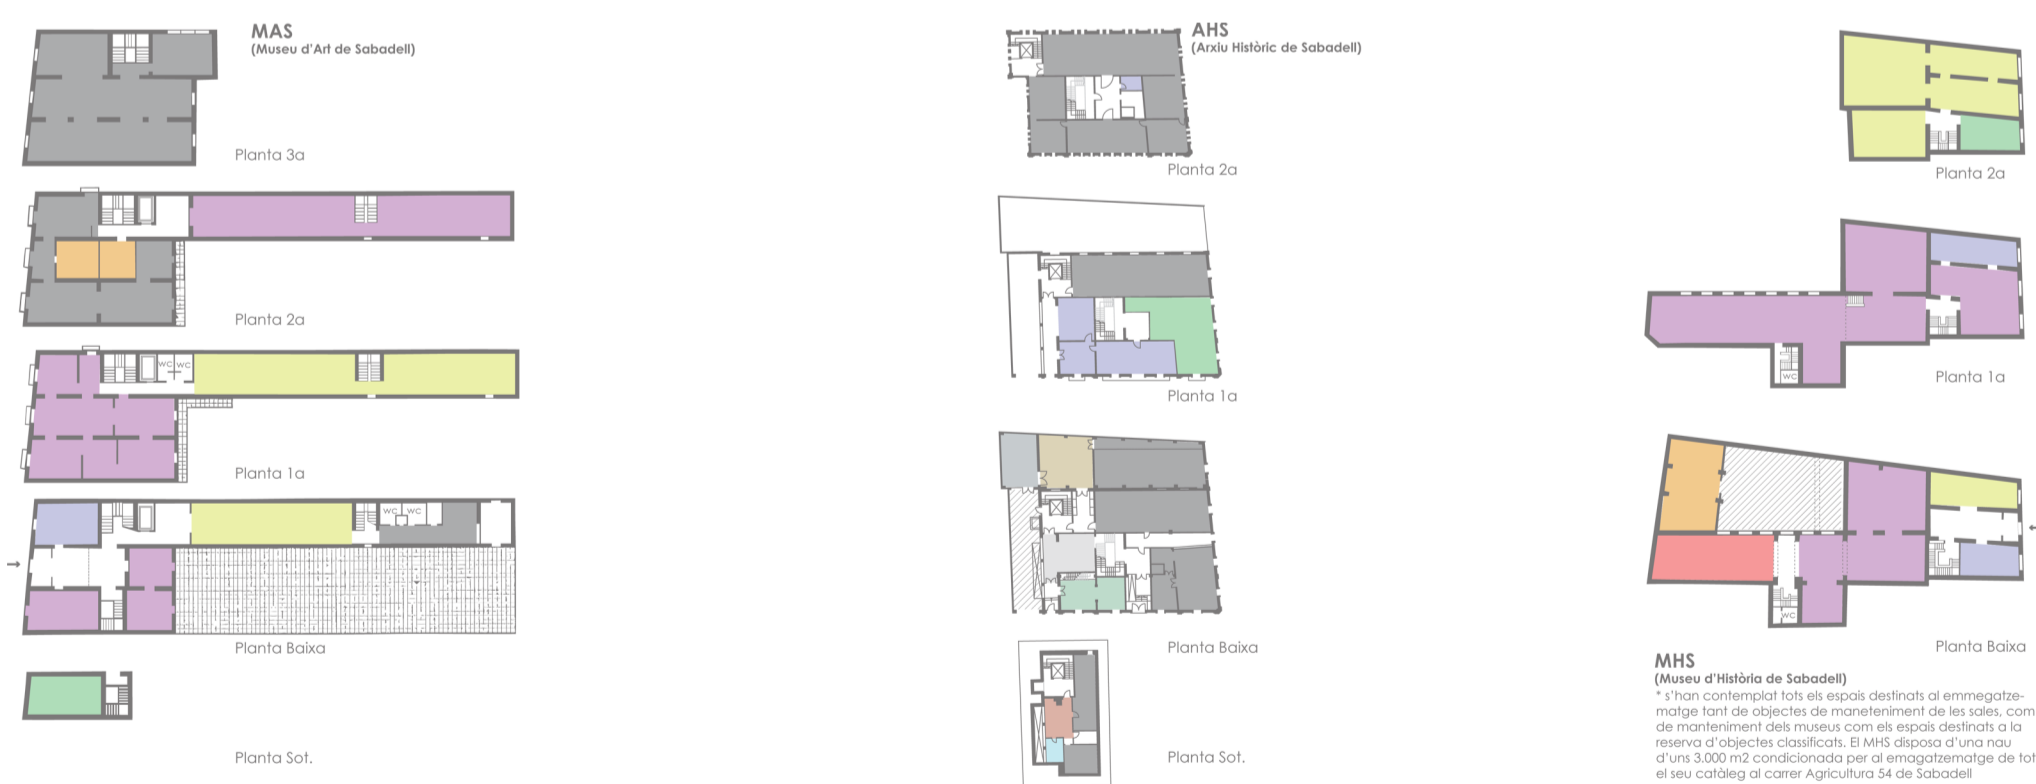 MAS
(Museu d'Art de Sabadell)
Planta 3a
Planta 2a
WC WC
Planta 1a
WC WC
Planta Baixa
Planta Sot.
AHS
(Arxiu Històric de Sabadell)
Planta 2a
Planta 1a
Planta Baixa
Planta Sot.
Planta 2a
WC
Planta 1a
WC
Planta Baixa
MHS
(Museu d'Història de Sabadell)
* s'han contemplat tots els espais destinats al emmegatze-
matge tant de objectes de maneteniment de les sales, com
de manteniment dels museus com els espais destinats a la
reserva d'objectes classificats. El MHS disposa d'una nau
d'uns 3.000 m2 condicionada per al emagatzematge de tot
el seu catàleg al carrer Agricultura 54 de Sabadell